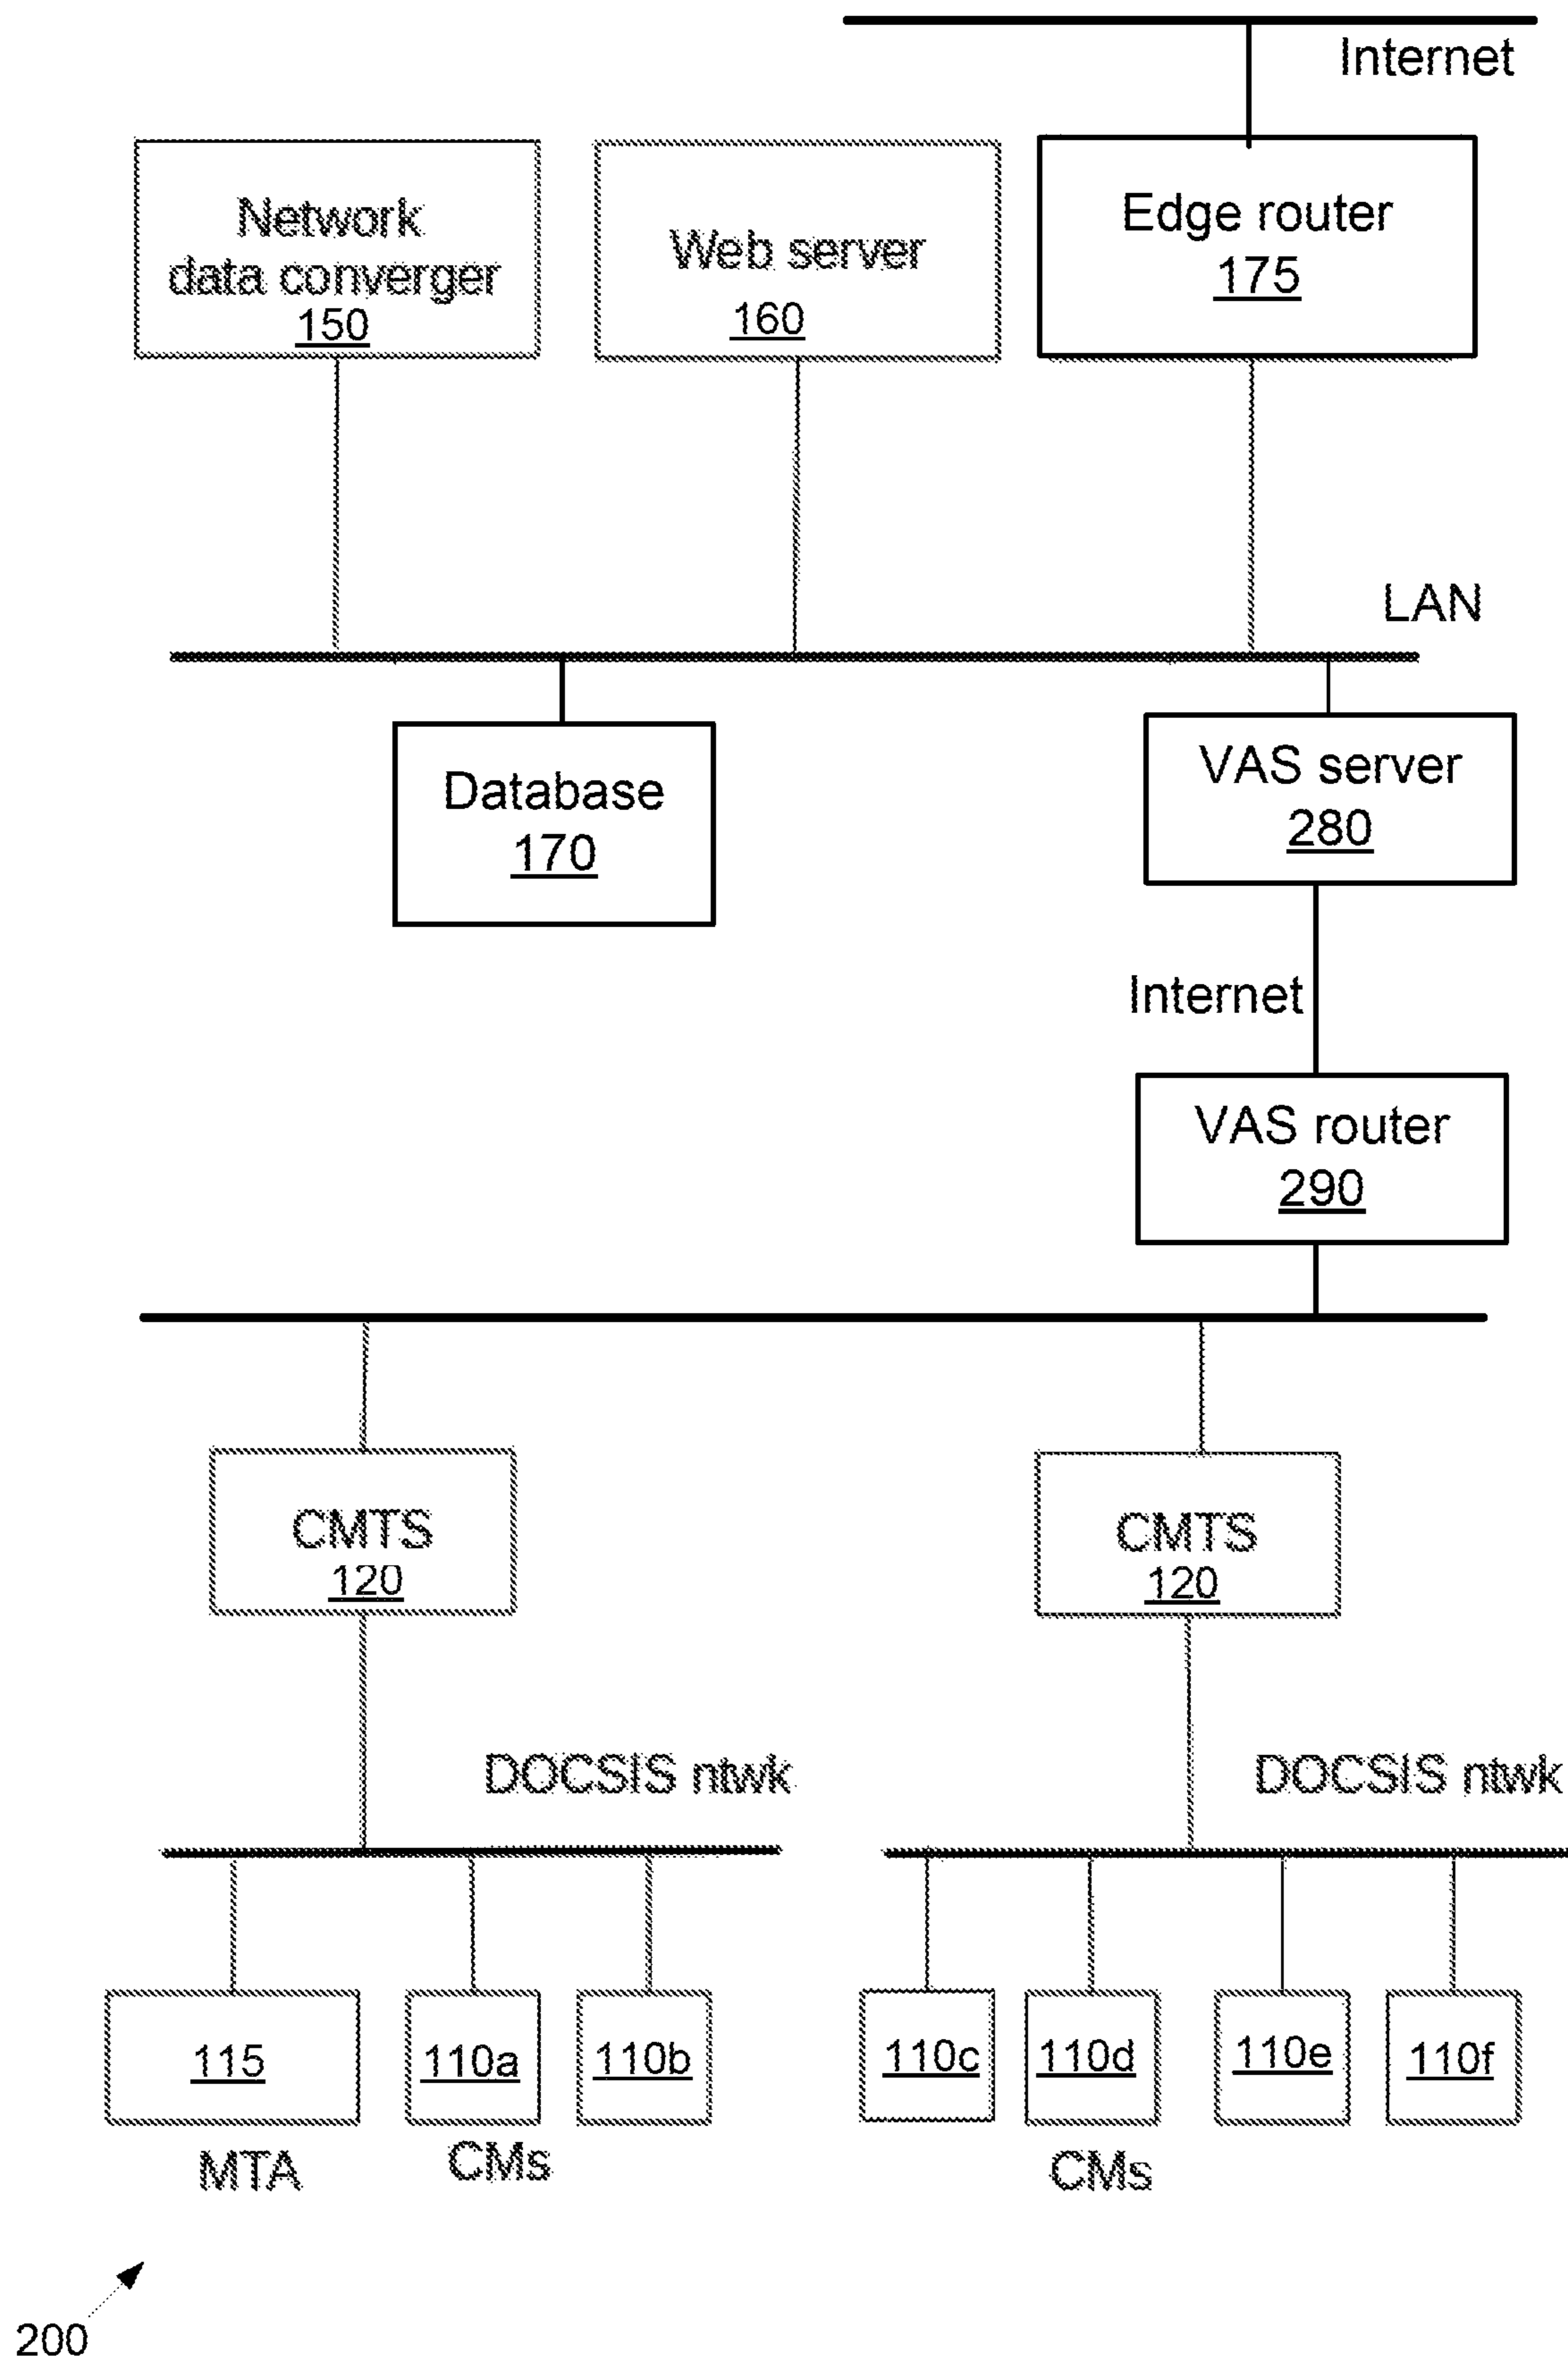 Internet
Network
data converger
150
Web server
160
Edge router
175
LAN
Database
170
VAS server
280
Internet
VAS router
290
CMTS
120
CMTS
120
DOCSIS ntwk
DOCSIS ntwk
115
110a
110b
110c
110d
110e
110f
MTA
CMs
CMs
200